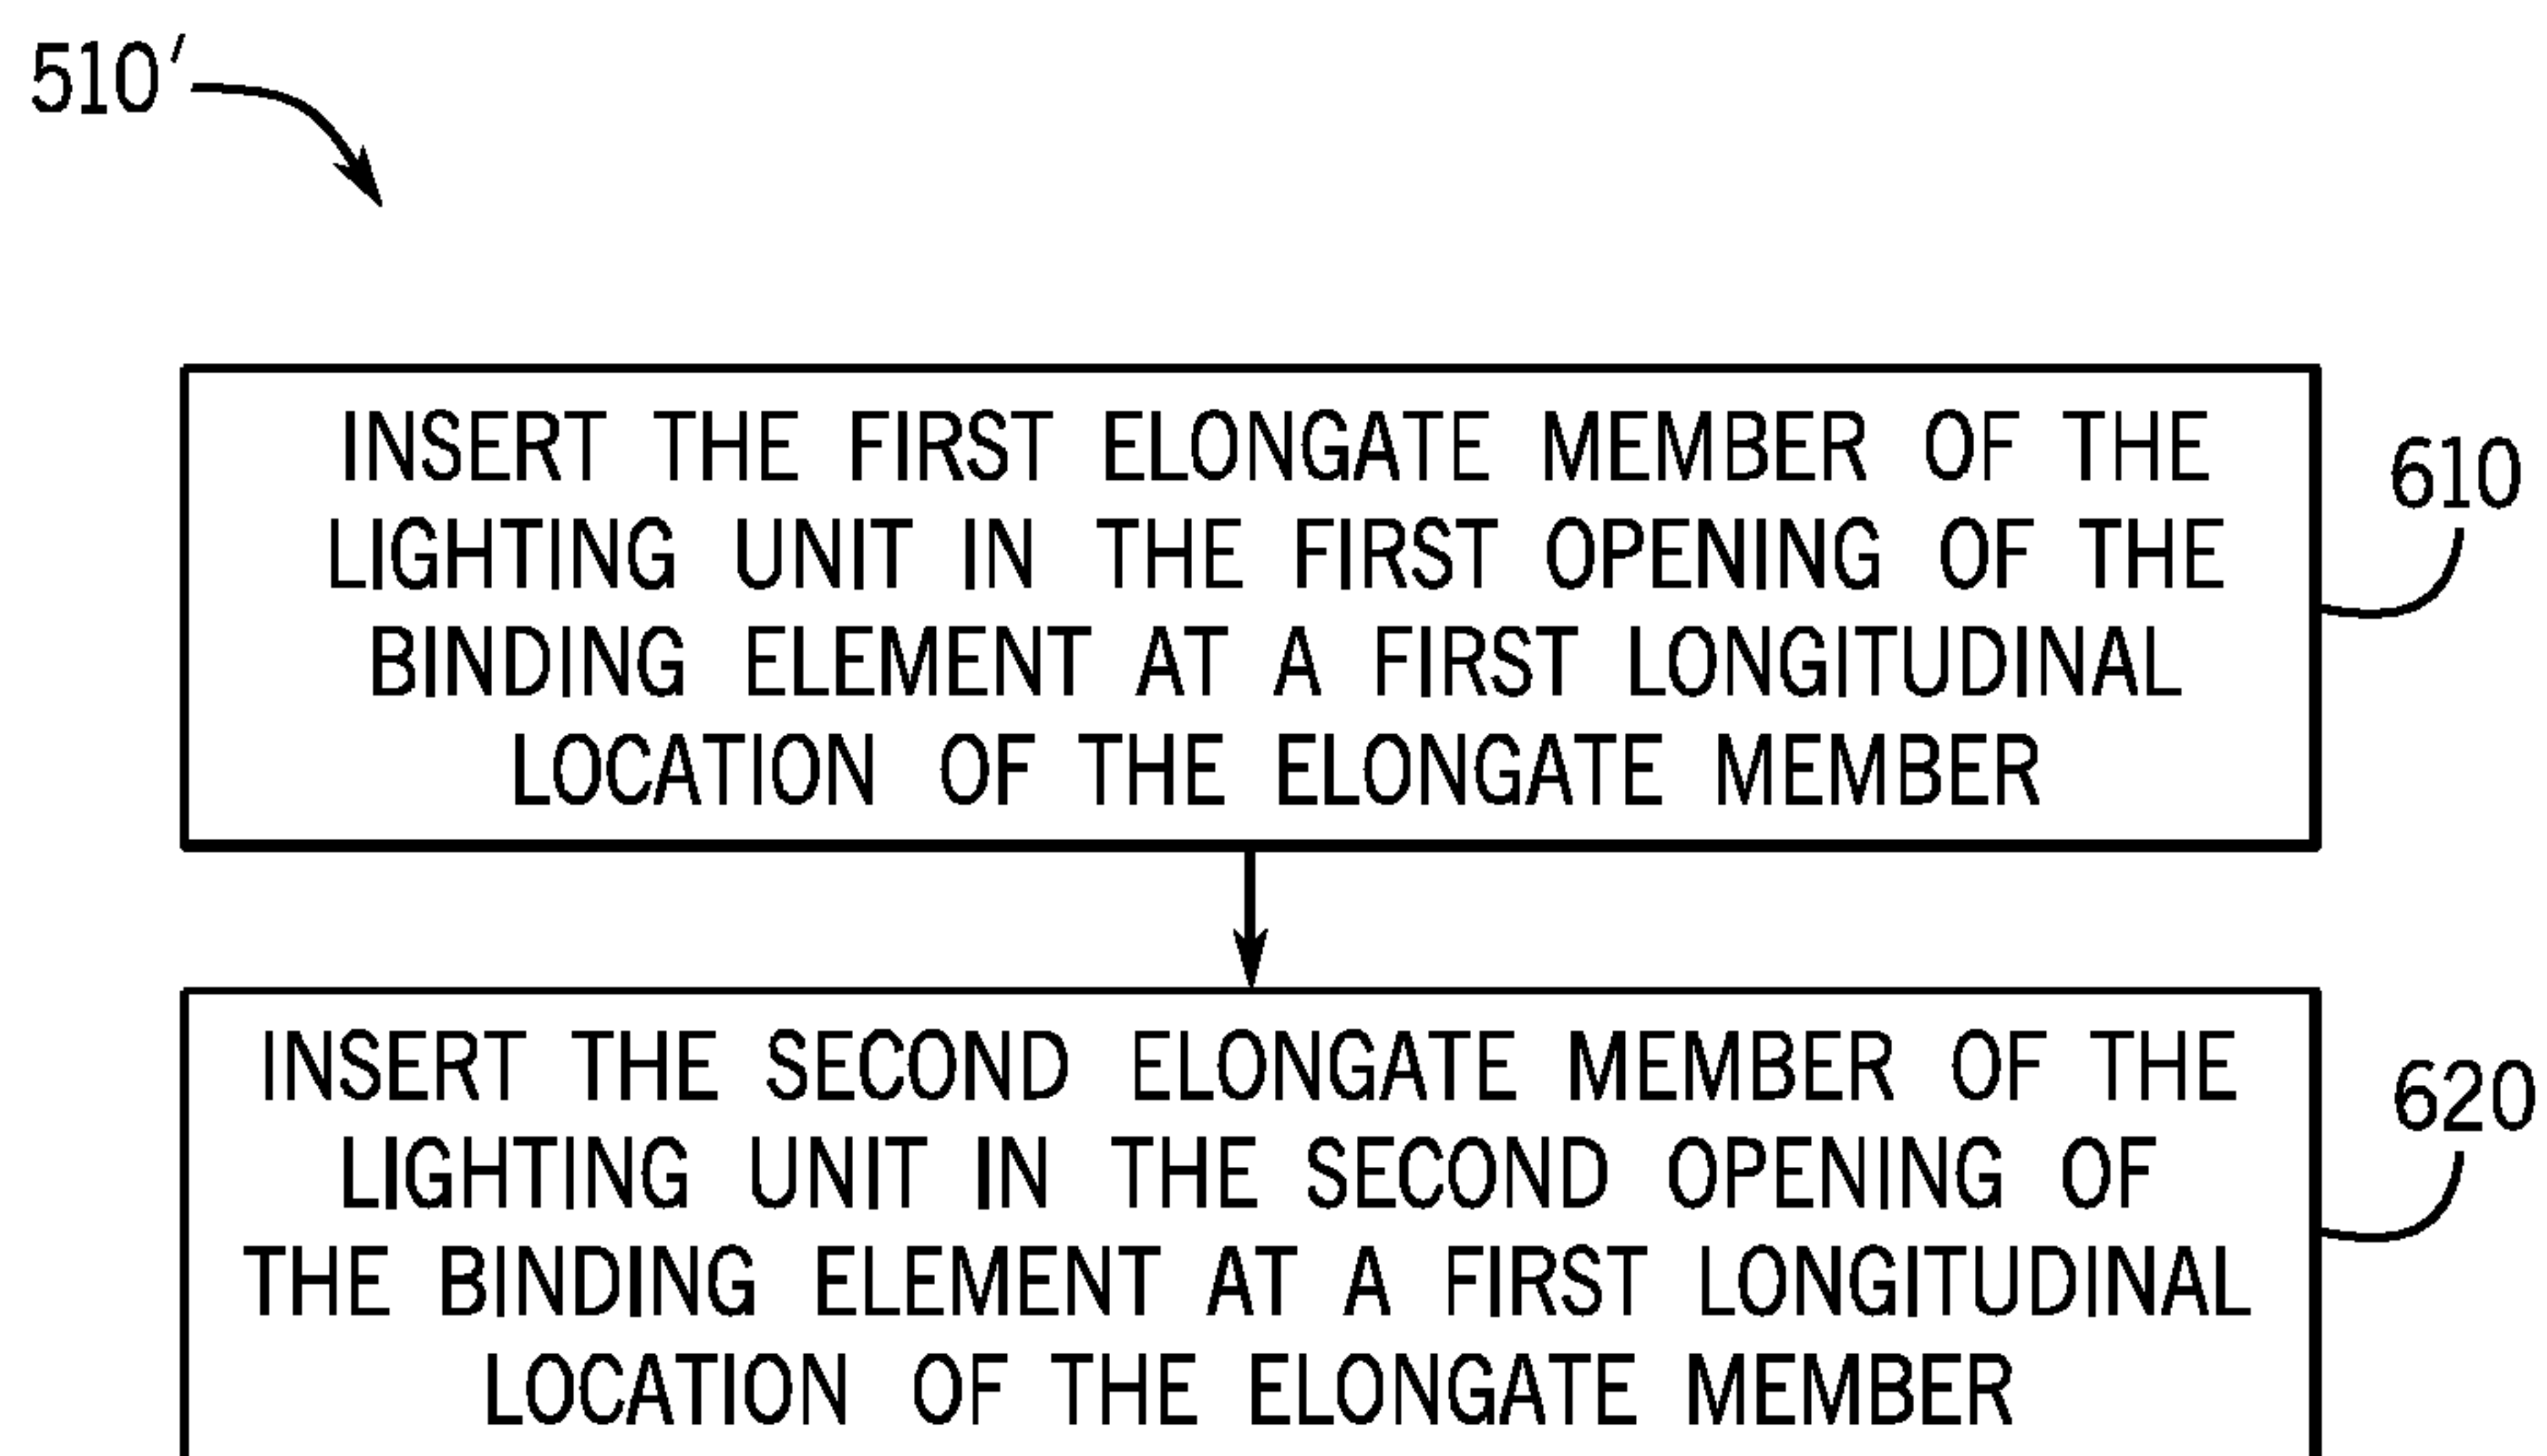 510'
INSERT THE FIRST ELONGATE MEMBER OF THE
LIGHTING UNIT IN THE FIRST OPENING OF THE
BINDING ELEMENT AT A FIRST LONGITUDINAL
LOCATION OF THE ELONGATE MEMBER
610
INSERT THE SECOND ELONGATE MEMBER OF THE
LIGHTING UNIT IN THE SECOND OPENING OF
THE BINDING ELEMENT AT A FIRST LONGITUDINAL
LOCATION OF THE ELONGATE MEMBER
620